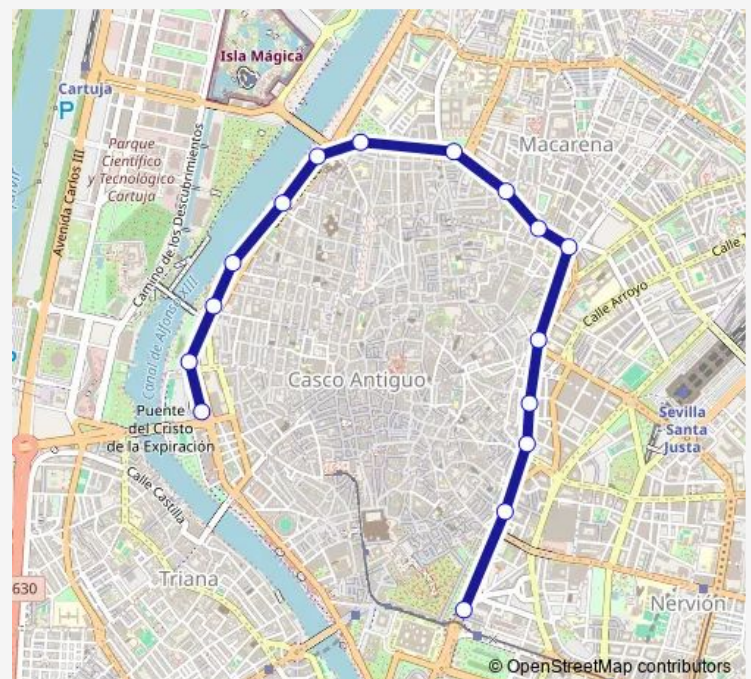 Isla Mágica
Cartuja
P
Macarena
Parque
Científico
y Tecnológico
Cartuja
Avenida Carlos III
Camino de los Descubrimientos
Canal de Alfonso XIII
Calle Arroyo
Casco Antiguo
Puente
del Cristo
de la Expiración
Sevilla
- Santa
Justa
Calle Castilla
Triana
630
Nervión
© OpenStreetMap contributors